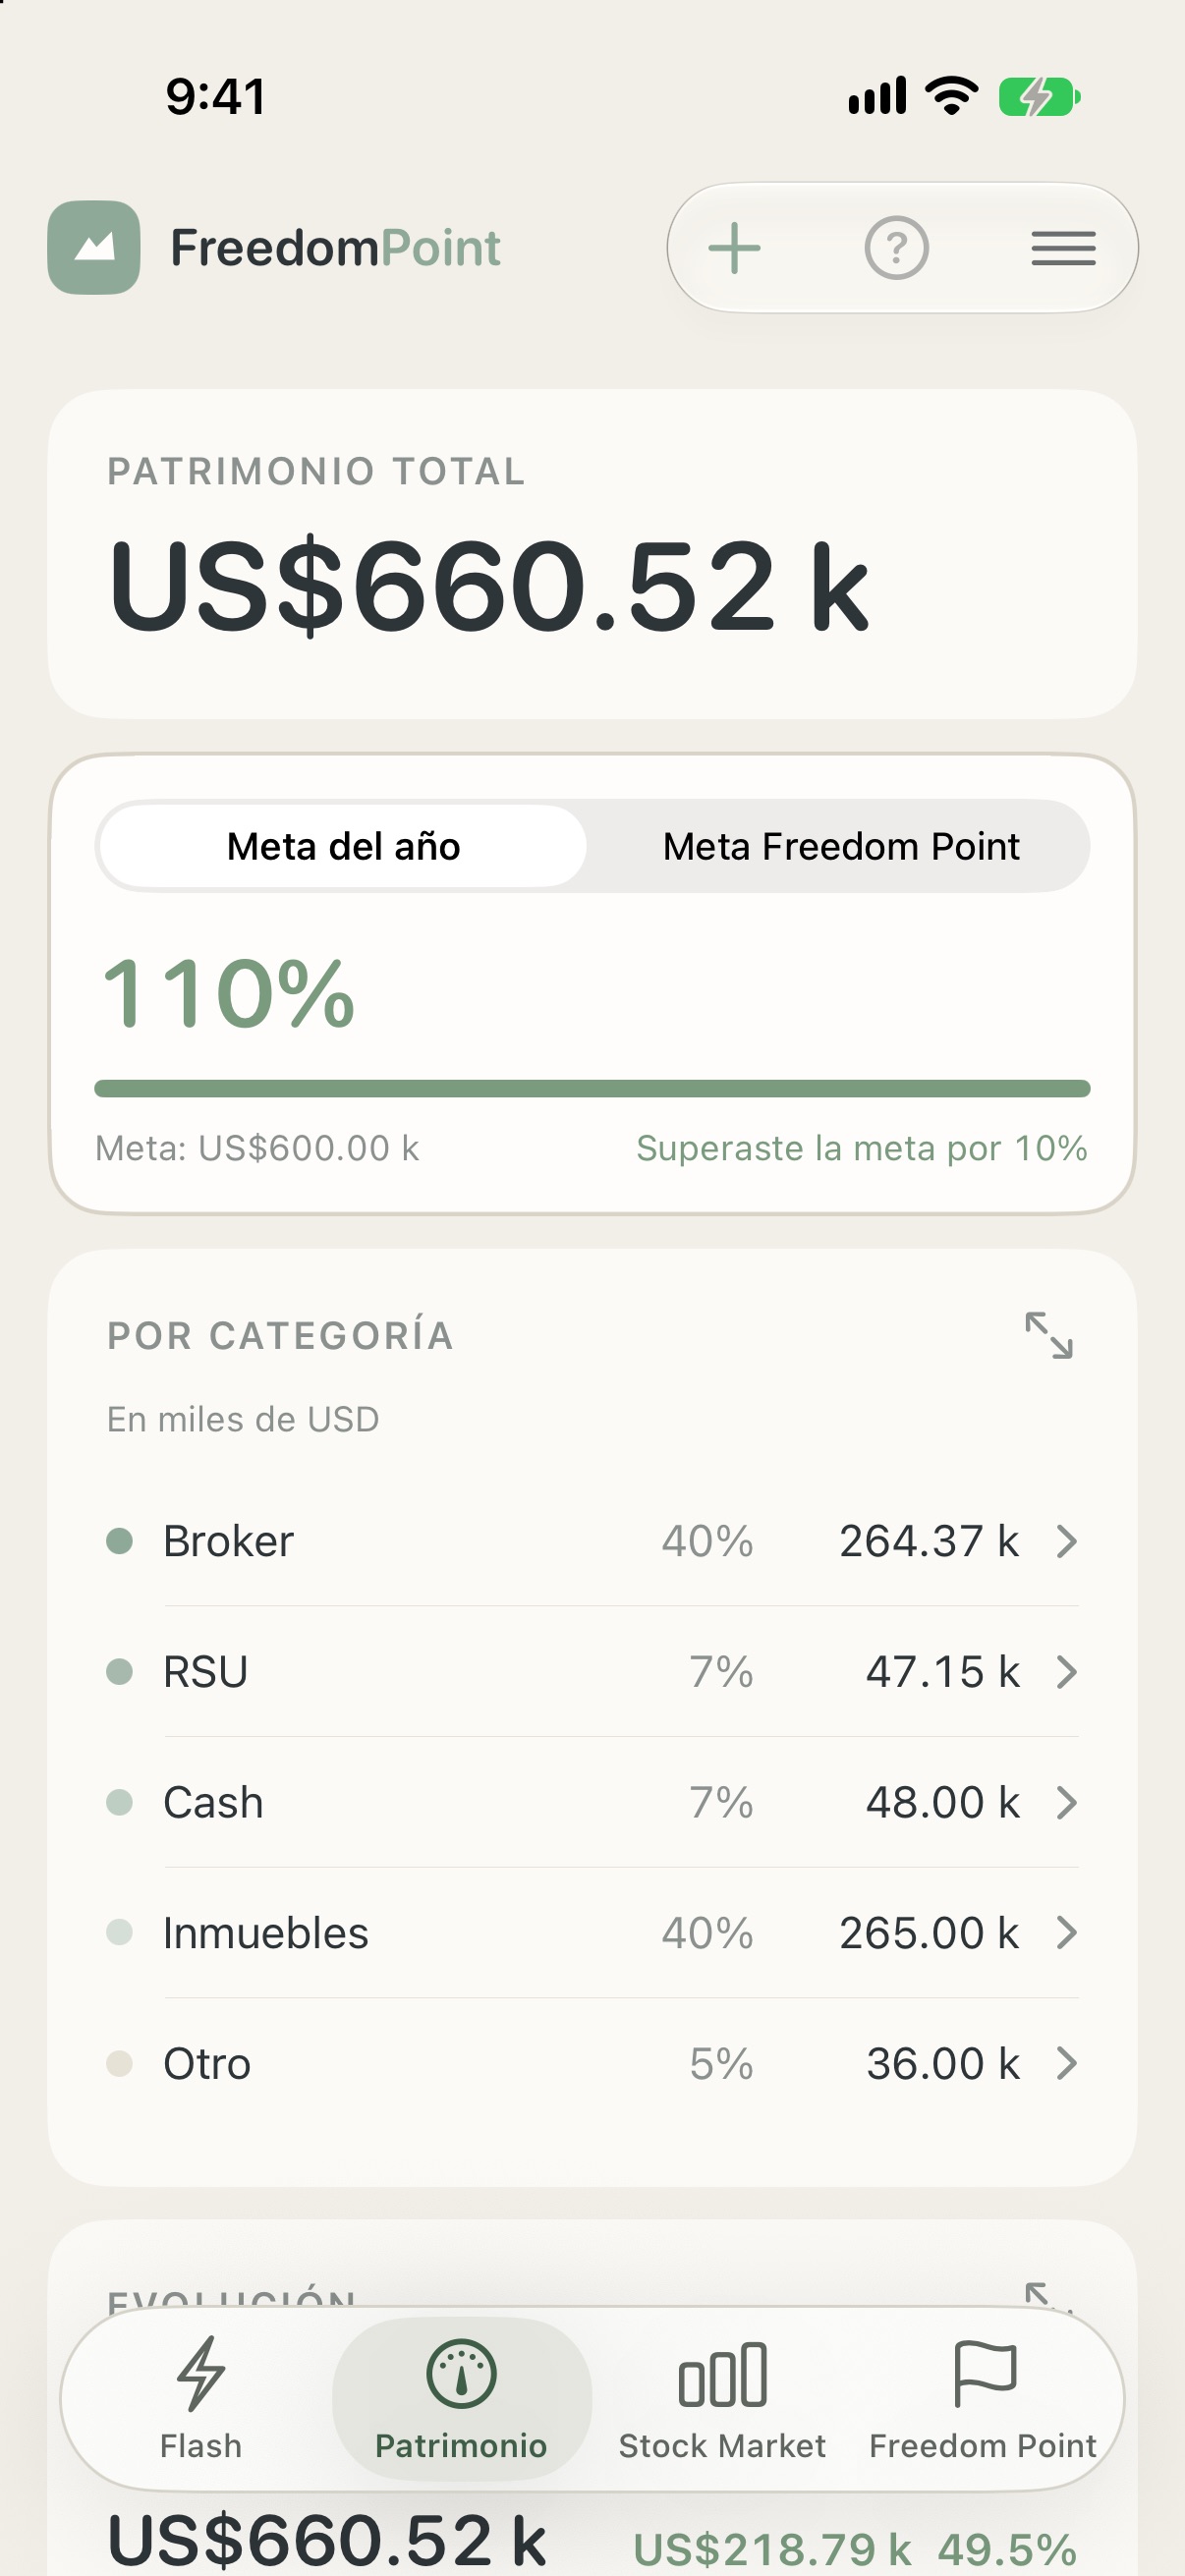 9:41
FreedomPoint
PATRIMONIO TOTAL
US$660.52 k
Meta del año Meta Freedom Point
110%
Meta: US$600.00 k Superaste la meta por 10%
POR CATEGORÍA
En miles de USD
Broker 40% 264.37 k
RSU 7% 47.15 k
Cash 7% 48.00 k
Inmuebles 40% 265.00 k
Otro 5% 36.00 k
EVOLUCIÓN
Flash Patrimonio Stock Market Freedom Point
US$660.52 k US$218.79 k 49.5%